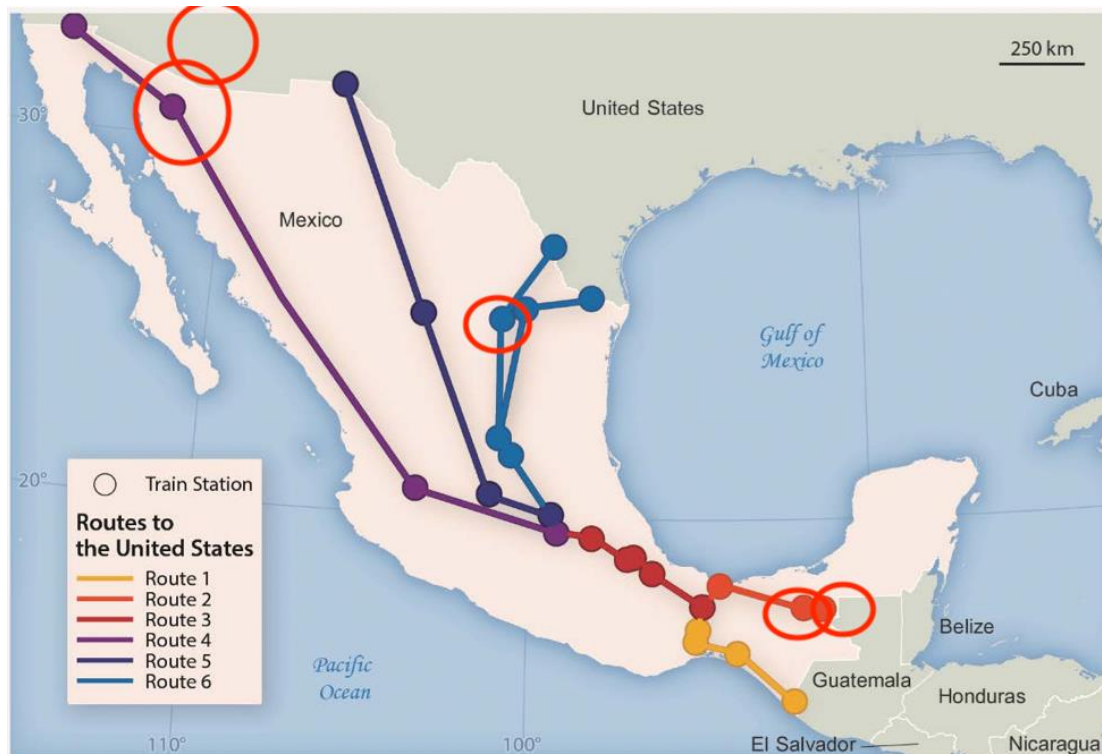 250 km
United States
30°
Mexico
Gulf of
Mexico
Cuba
20°
Train Station
Routes to
the United States
Route 1
Route 2
Route 3
Route 4
Route 5
Route 6
Belize
Pacific
Ocean
Guatemala
Honduras
El Salvador
Nicaragua
110°
100°